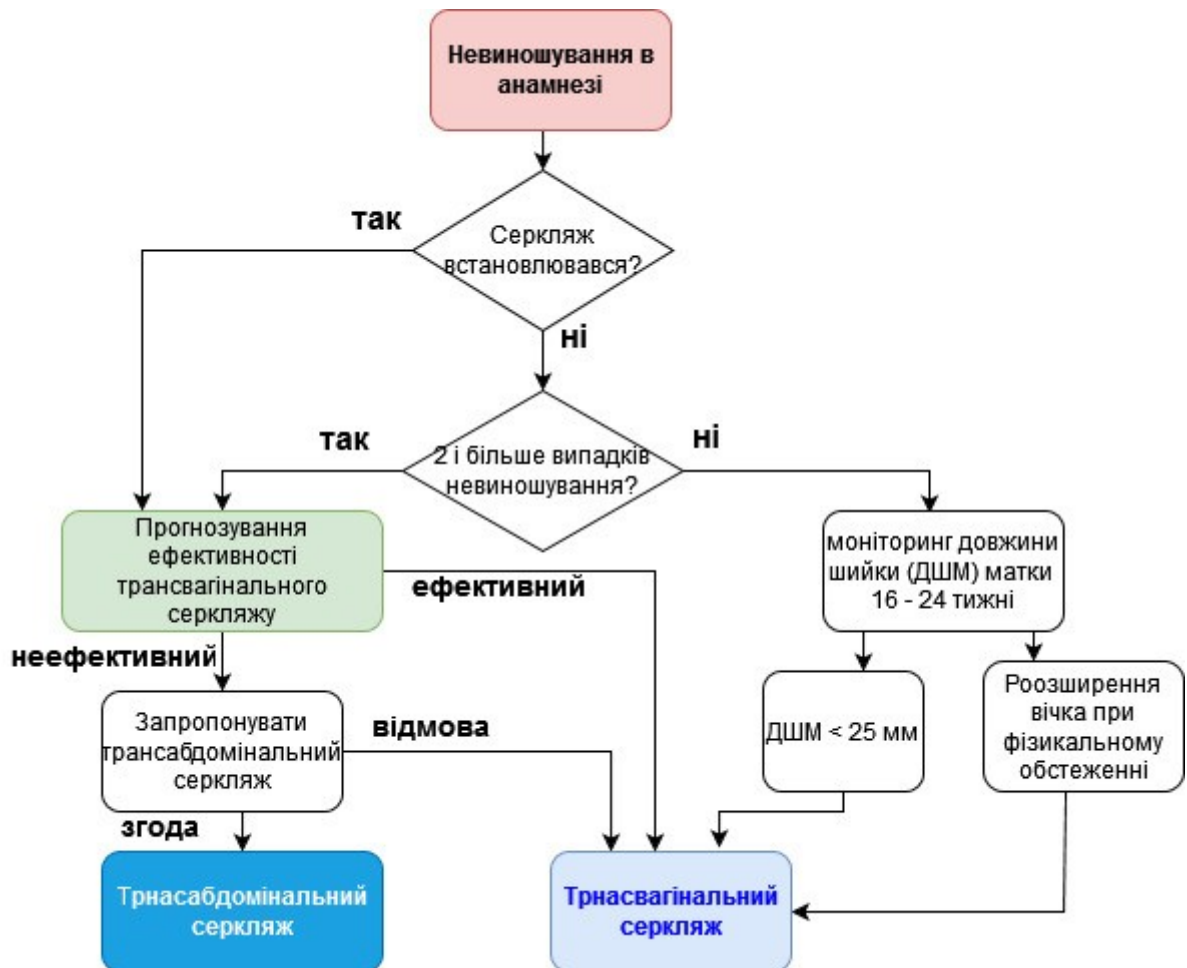 Невиношування в
анамнезі
так
Серкляж
встановлювався?
ні
так
2 і більше випадків
невиношування?
ні
Прогнозування
ефективності
трансвагінального
серкляжу
ефективний
моніторинг довжини
шийки (ДШМ) матки
16 - 24 тижні
неефективний
Запропонувати
трансабдомінальний
серкляж
відмова
ДШМ < 25 мм
Роозширення
вічка при
фізикальному
обстеженні
згода
Трнасабдомінальний
серкляж
Трнасвагінальний
серкляж